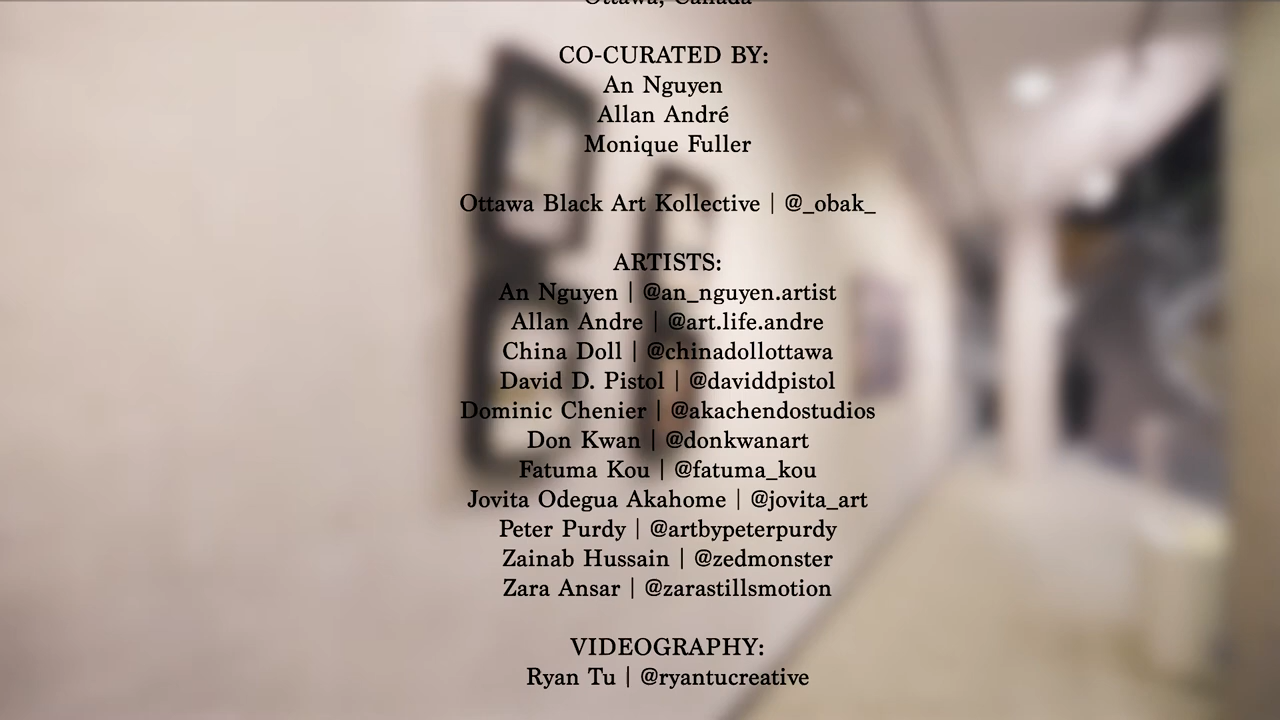 Ottawa, Canada
CO-CURATED BY:
An Nguyen
Allan André
Monique Fuller
Ottawa Black Art Kollective | @_obak_
ARTISTS:
An Nguyen | @an_nguyen.artist
Allan Andre | @art.life.andre
China Doll | @chinadollottawa
David D. Pistol | @daviddpistol
Dominic Chenier | @akachendostudios
Don Kwan | @donkwanart
Fatuma Kou | @fatuma_kou
Jovita Odegua Akahome | @jovita_art
Peter Purdy | @artbypeterpurdy
Zainab Hussain | @zedmonster
Zara Ansar | @zarastillsmotion
VIDEOGRAPHY:
Ryan Tu | @ryantucreative